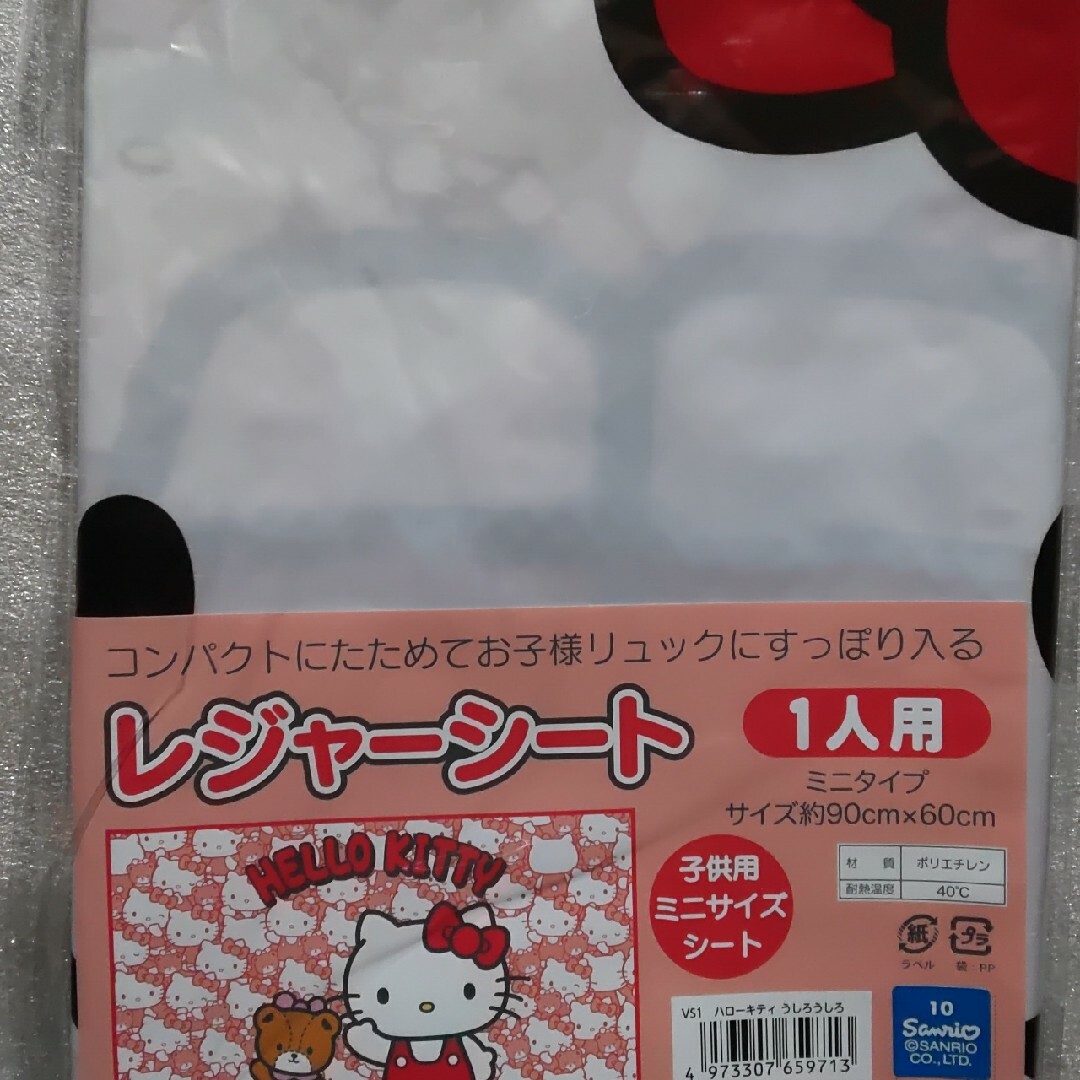 コンパクトにたためてお子様リュックにすっぽり入る
レジャーシート
1人用
ミニタイプ
サイズ約90cm×60cm
HELLO KITTY
子供用
ミニサイズ
シート
材 質 ポリエチレン
耐熱温度 40℃
紙 プラ
ラベル 袋 PP
VS1 ハローキティ うしろうしろ
4 973307 659713
10
Sanrio
©SANRIO
CO.,LTD.